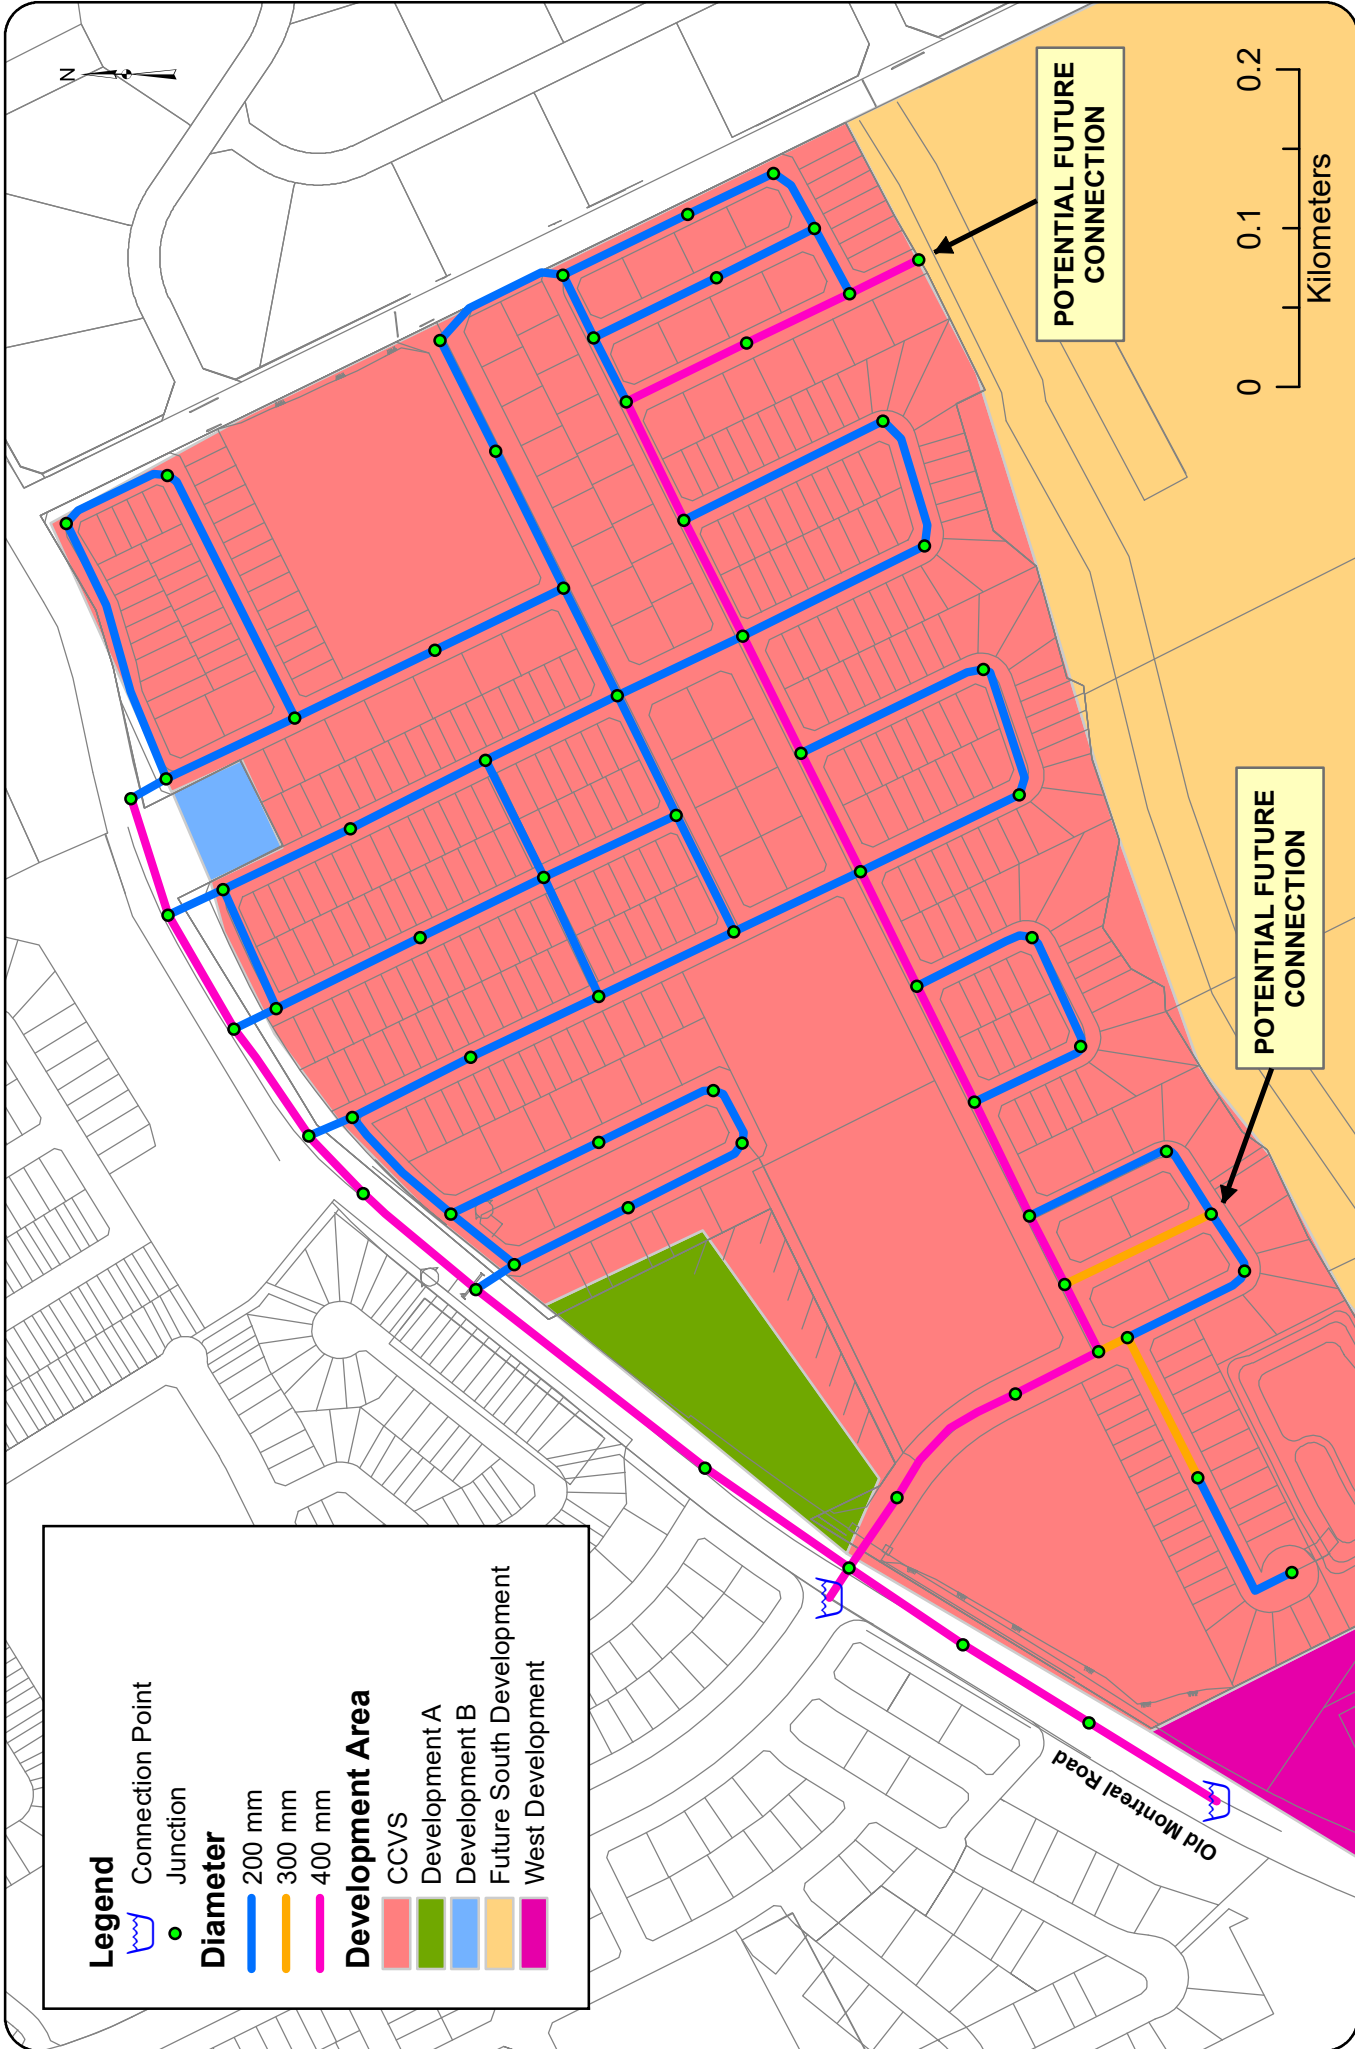 Legend
Connection Point
Junction
Diameter
200 mm
300 mm
400 mm
Development Area
CCVS
Development A
Development B
Future South Development
West Development
Old Montreal Road
POTENTIAL FUTURE
CONNECTION
POTENTIAL FUTURE
CONNECTION
N
0
0.1
0.2
Kilometers